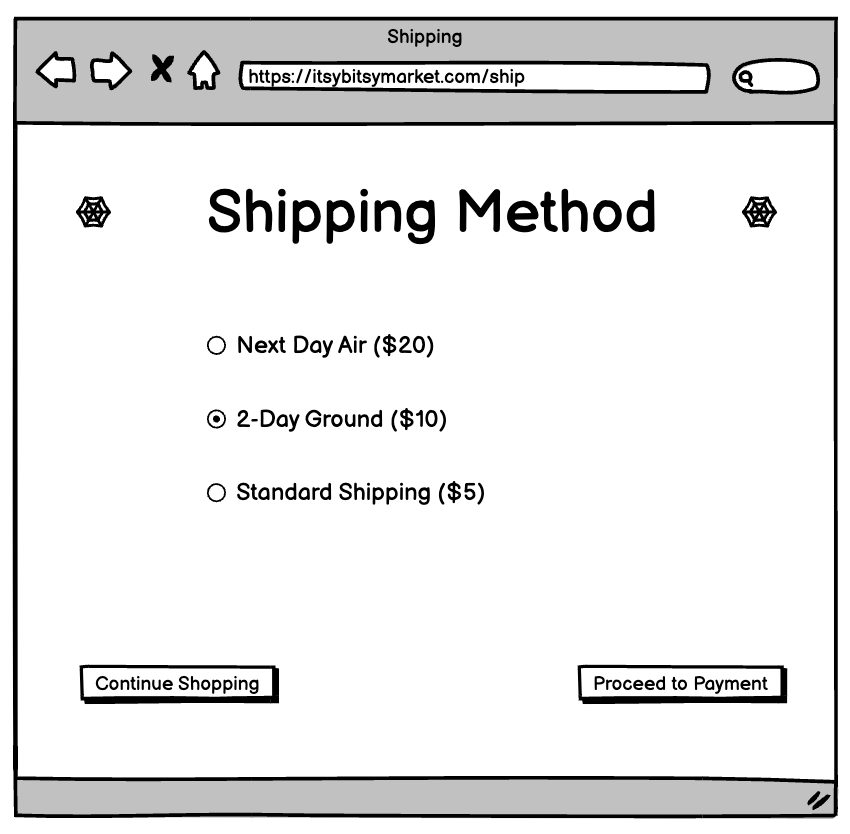 Shipping
https://itsybitsymarket.com/ship
Shipping Method
Next Day Air ($20)
2-Day Ground ($10)
Standard Shipping ($5)
Continue Shopping
Proceed to Payment